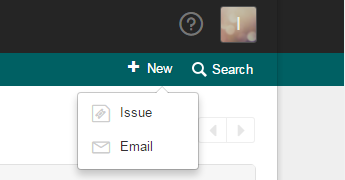 ? I
+ New Search
Issue
Email